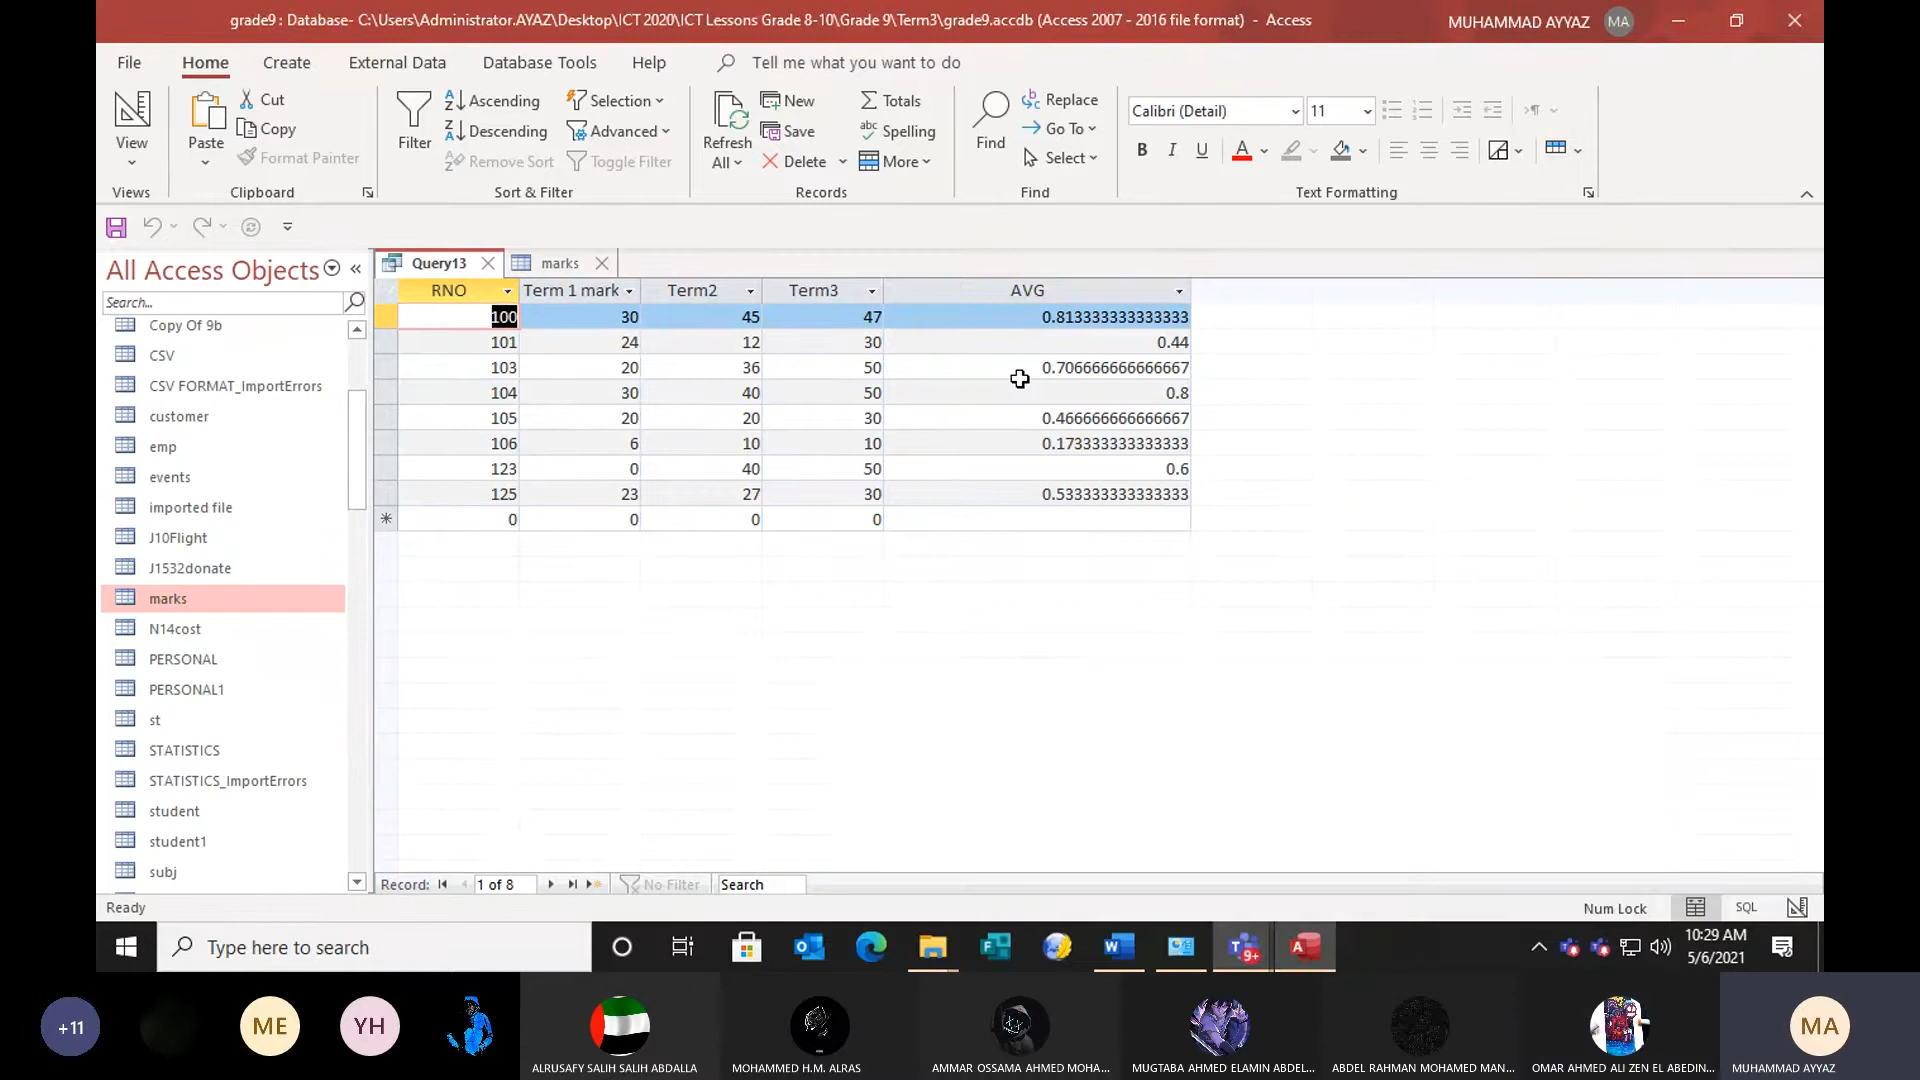 grade9 : Database- C:\Users\Administrator.AYAZ\Desktop\ICT 2020\ICT Lessons Grade 8-10\Grade 9\Term3\grade9.accdb (Access 2007 - 2016 file format) - Access
MUHAMMAD AYYAZ MA
File Home Create External Data Database Tools Help Tell me what you want to do
View
Views
Paste
Cut
Copy
Format Painter
Clipboard
Filter
Ascending
Descending
Remove Sort
Selection
Advanced
Toggle Filter
Sort & Filter
Refresh
All
New
Save
Delete
Totals
Spelling
More
Records
Find
Replace
Go To
Select
Find
Calibri (Detail) 11
B I U A
Text Formatting
All Access Objects
Search...
Copy Of 9b
CSV
CSV FORMAT_ImportErrors
customer
emp
events
imported file
J10Flight
J1532donate
marks
N14cost
PERSONAL
PERSONAL1
st
STATISTICS
STATISTICS_ImportErrors
student
student1
subj
Query13 marks
RNO Term 1 mark Term2 Term3 AVG
100 30 45 47 0.813333333333333
101 24 12 30 0.44
103 20 36 50 0.706666666666667
104 30 40 50 0.8
105 20 20 30 0.466666666666667
106 6 10 10 0.173333333333333
123 0 40 50 0.6
125 23 27 30 0.533333333333333
* 0 0 0 0
Record: 1 of 8 No Filter Search
Ready
Num Lock SQL
Type here to search
9+
10:29 AM
5/6/2021
+11
ME
YH
ALRUSAFY SALIH SALIH ABDALLA
MOHAMMED H.M. ALRAS
AMMAR OSSAMA AHMED MOHA...
MUGTABA AHMED ELAMIN ABDEL...
ABDEL RAHMAN MOHAMED MAN...
OMAR AHMED ALI ZEN EL ABEDIN...
MA
MUHAMMAD AYYAZ